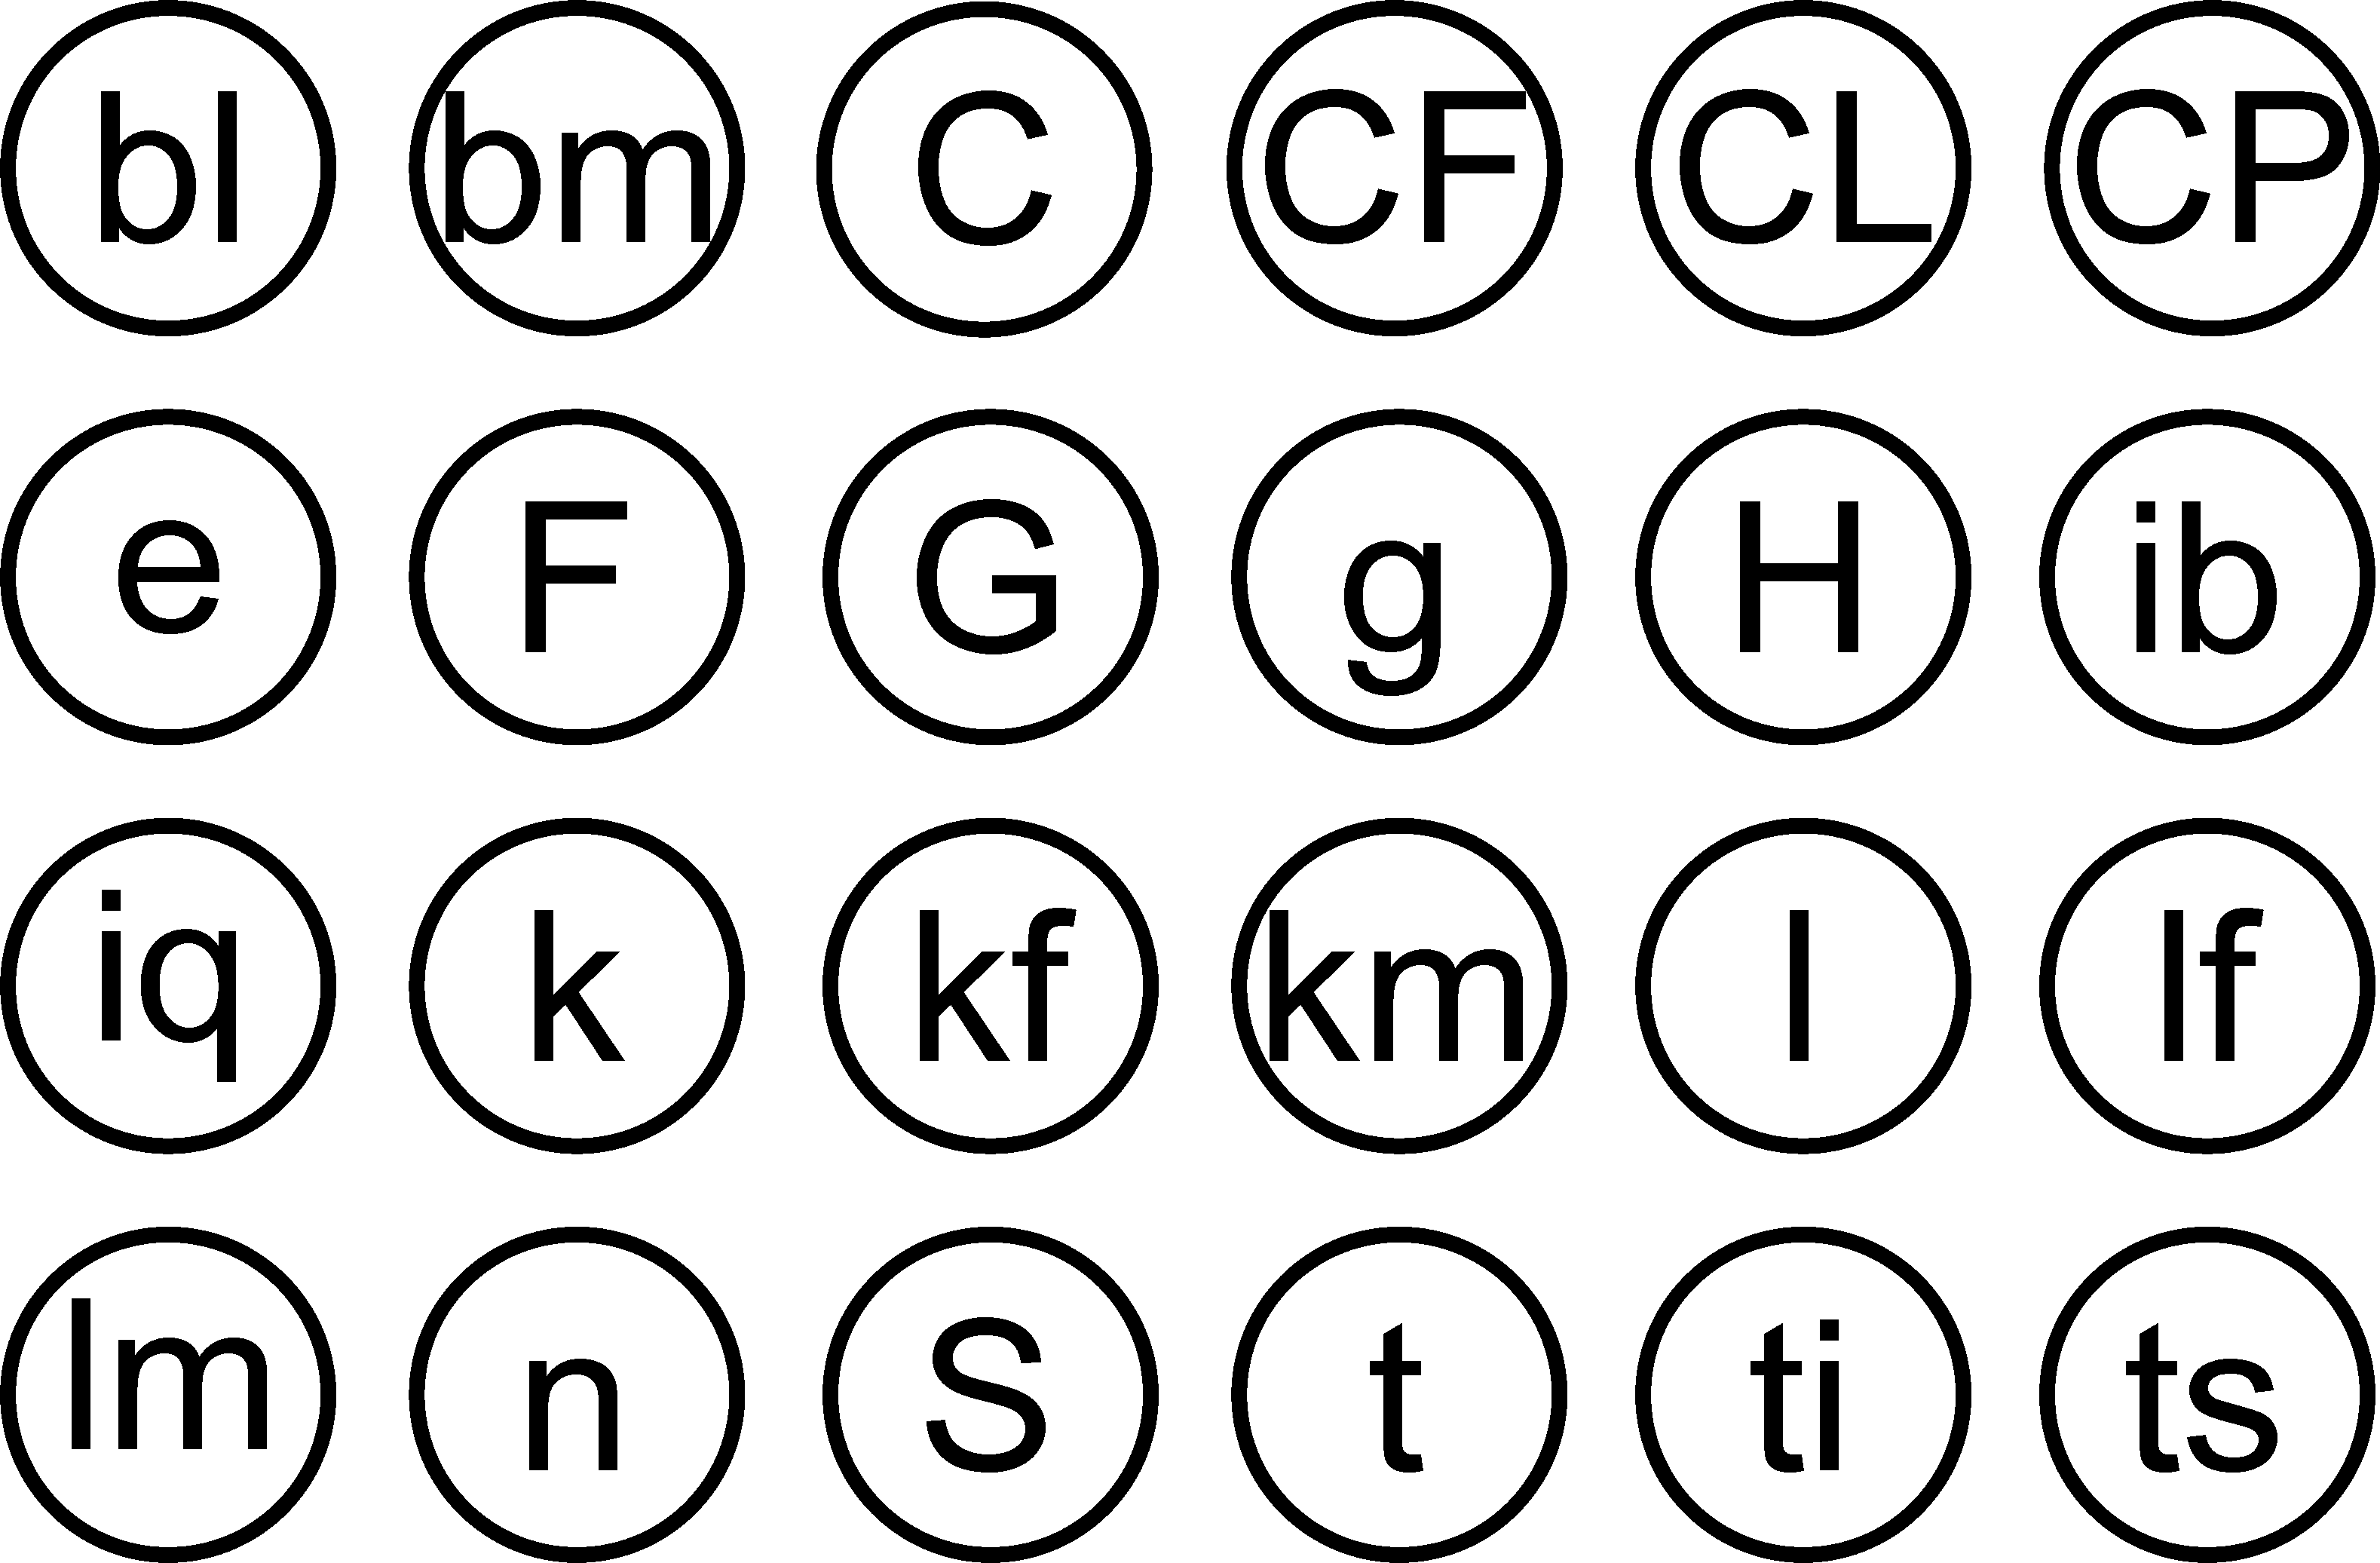 bl bm C CF CL CP
e F G g H ib
iq k kf km l lf
lm n S t ti ts